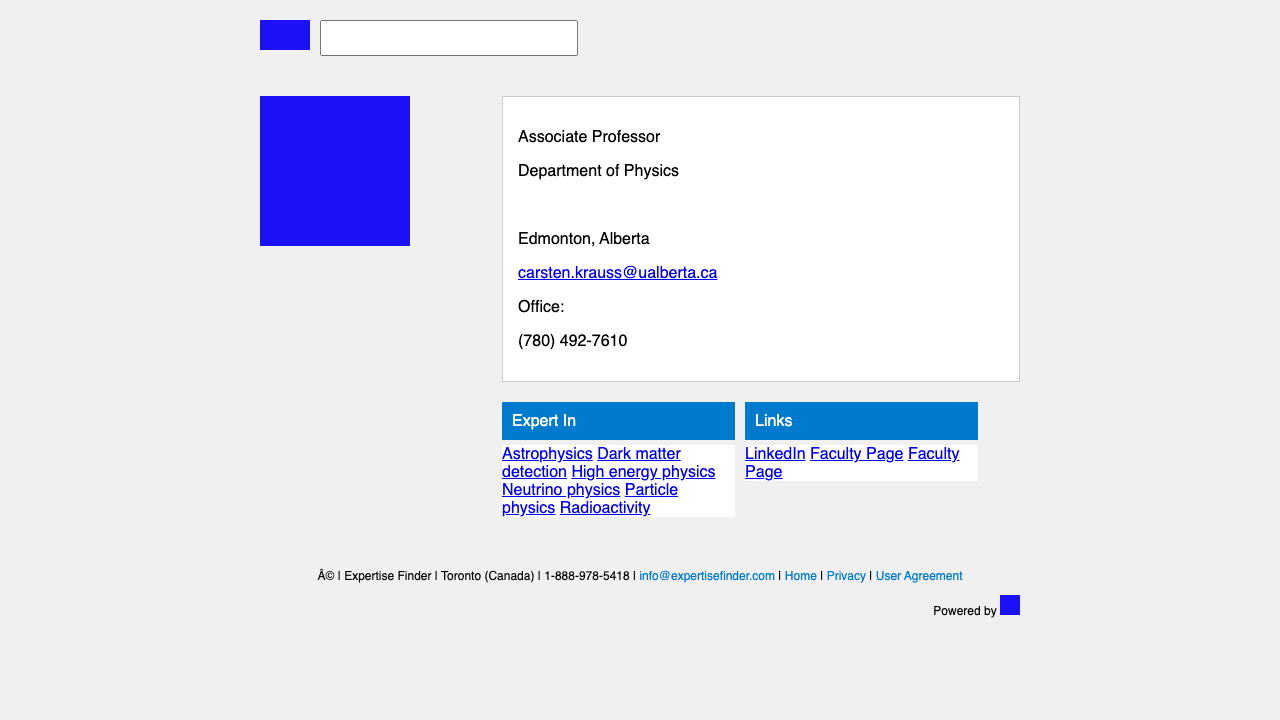 Associate Professor
Department of Physics
Edmonton, Alberta
carsten.krauss@ualberta.ca
Office:
(780) 492-7610
Expert In
Astrophysics Dark matter
detection High energy physics
Neutrino physics Particle
physics Radioactivity
Links
LinkedIn Faculty Page Faculty
Page
Â© | Expertise Finder | Toronto (Canada) | 1-888-978-5418 | info@expertisefinder.com | Home | Privacy | User Agreement
Powered by